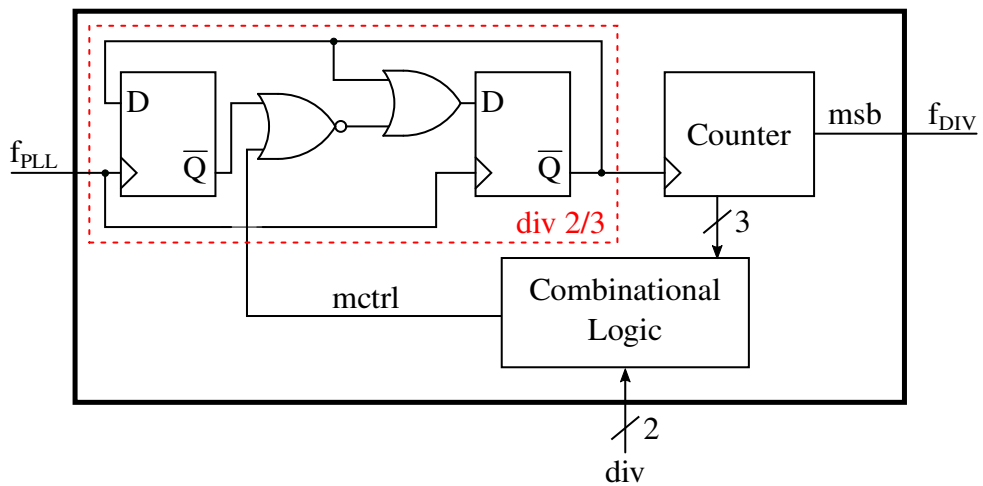 D
Q
D
Q
f_PLL
div 2/3
Counter
msb
f_DIV
3
mctrl
Combinational
Logic
2
div